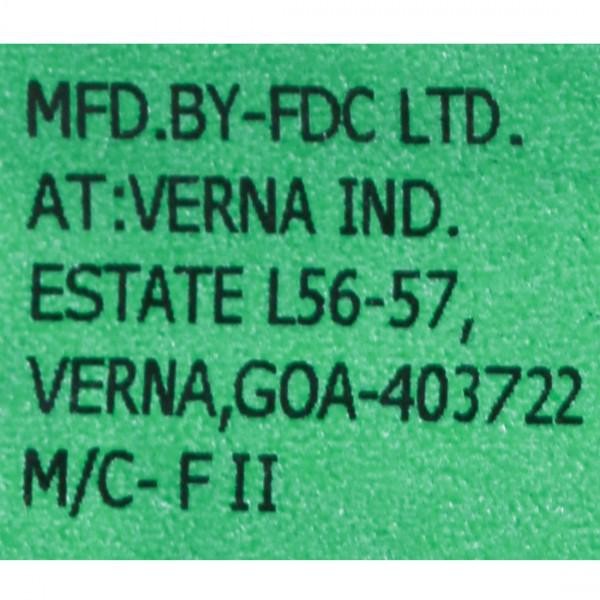 MFD.BY-FDC LTD.
AT:VERNA IND.
ESTATE L56-57,
VERNA,GOA-403722
M/C- F II